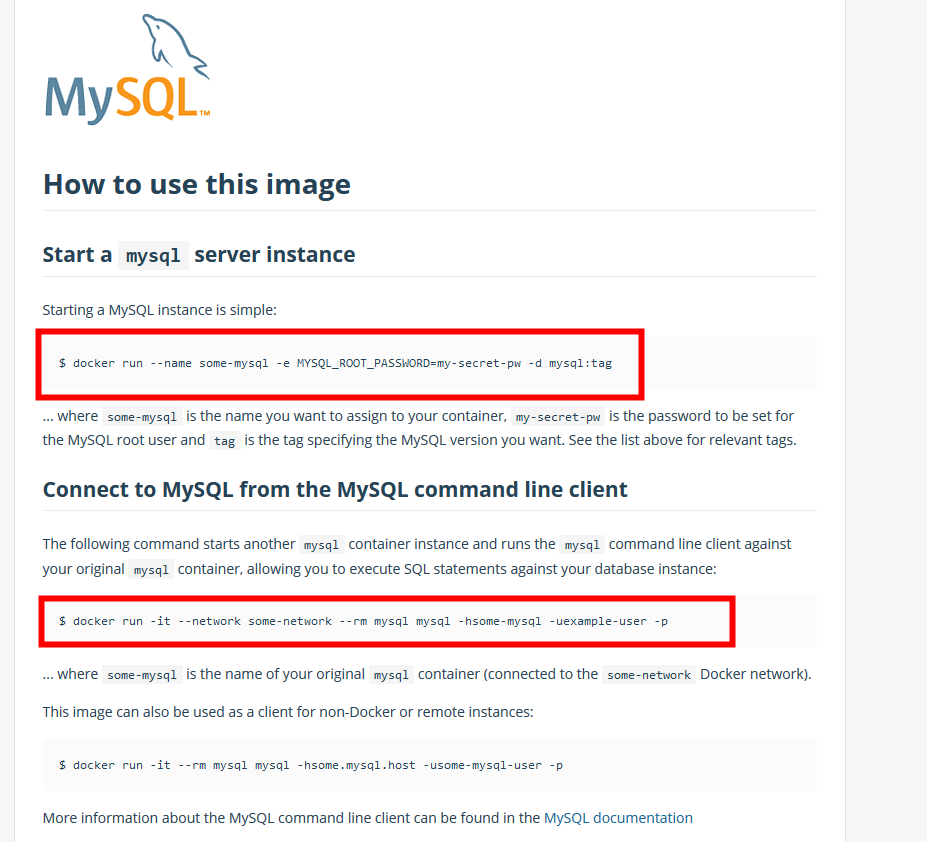 MySQL™
How to use this image
Start a mysql server instance
Starting a MySQL instance is simple:
$ docker run --name some-mysql -e MYSQL_ROOT_PASSWORD=my-secret-pw -d mysql:tag
... where some-mysql is the name you want to assign to your container, my-secret-pw is the password to be set for
the MySQL root user and tag is the tag specifying the MySQL version you want. See the list above for relevant tags.
Connect to MySQL from the MySQL command line client
The following command starts another mysql container instance and runs the mysql command line client against
your original mysql container, allowing you to execute SQL statements against your database instance:
$ docker run -it --network some-network --rm mysql mysql -hsome-mysql -uexample-user -p
... where some-mysql is the name of your original mysql container (connected to the some-network Docker network).
This image can also be used as a client for non-Docker or remote instances:
$ docker run -it --rm mysql mysql -hsome.mysql.host -usome-mysql-user -p
More information about the MySQL command line client can be found in the MySQL documentation